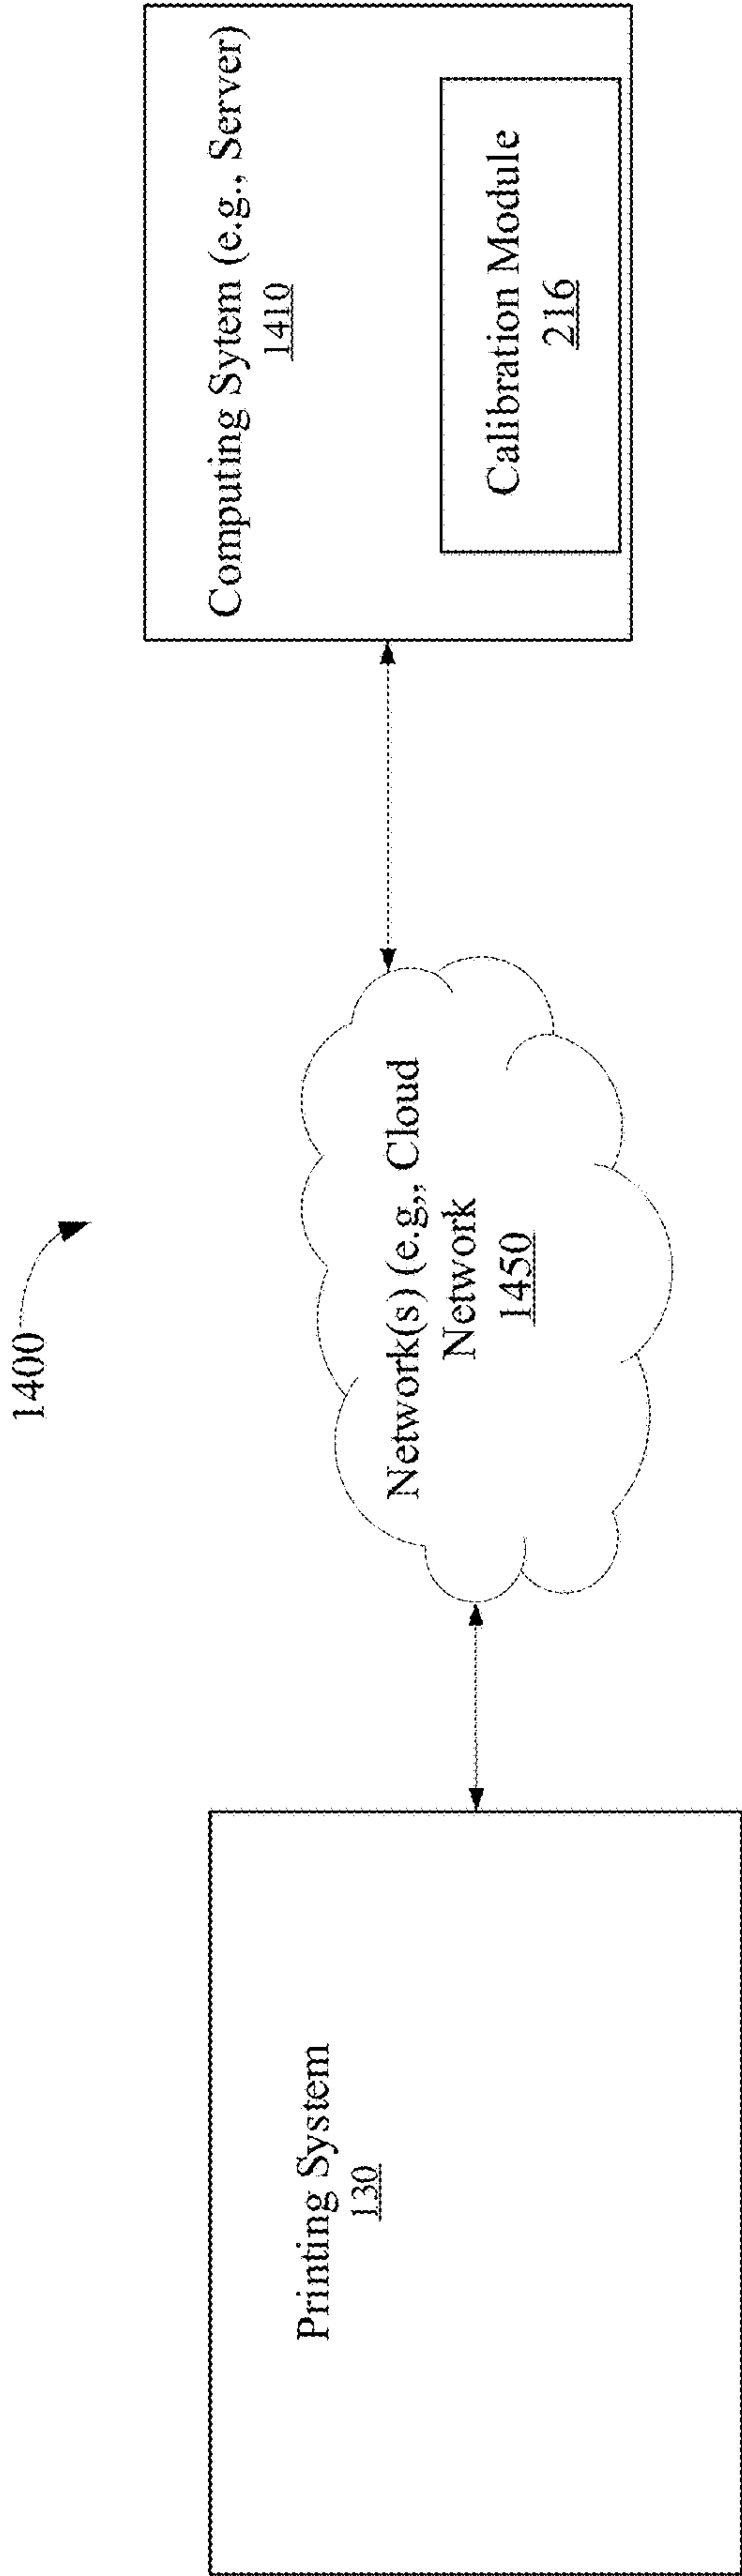 1400
Printing System
130
Network(s) (e.g,, Cloud
Network
1450
Computing Sytem (e.g., Server)
1410
Calibration Module
216